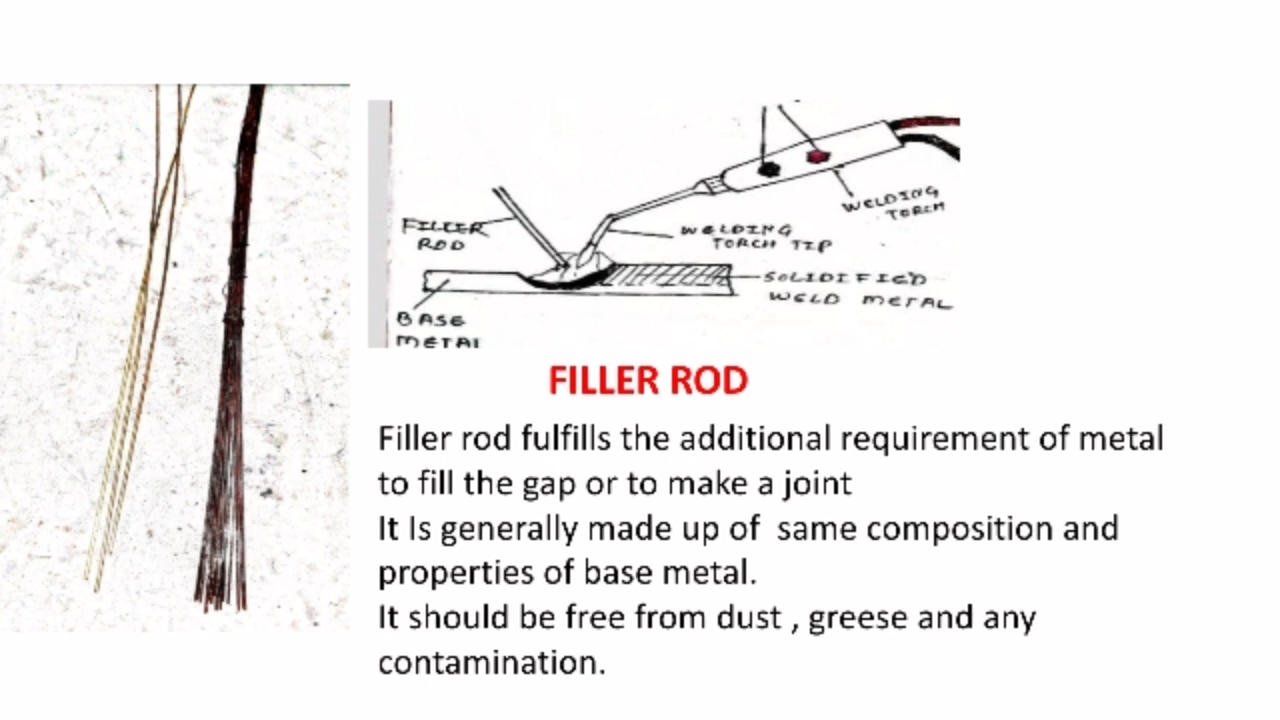 FILLER
ROD
WELDING
TORCH TIP
WELDING
TORCH
SOLIDIFIED
WELD METAL
BASE
METAL
FILLER ROD
Filler rod fulfills the additional requirement of metal
to fill the gap or to make a joint
It Is generally made up of  same composition and
properties of base metal.
It should be free from dust , greese and any
contamination.